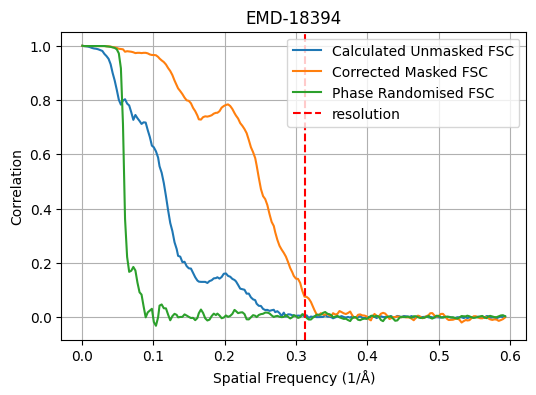 EMD-18394
Calculated Unmasked FSC
Corrected Masked FSC
Phase Randomised FSC
resolution
Correlation
1.0
0.8
0.6
0.4
0.2
0.0
0.0 0.1 0.2 0.3 0.4 0.5 0.6
Spatial Frequency (1/Å)